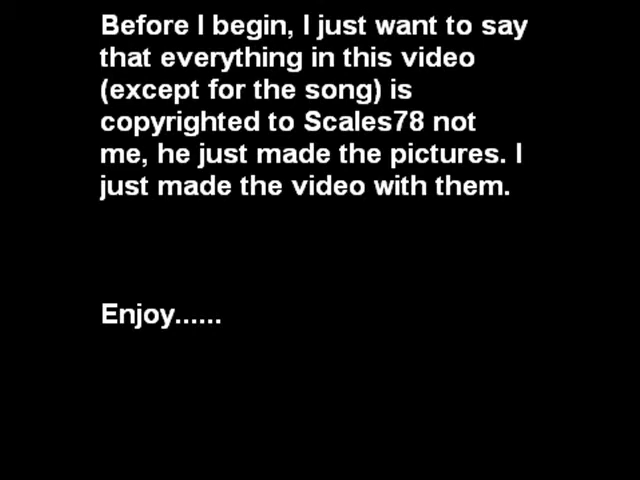 Before I begin, I just want to say
that everything in this video
(except for the song) is
copyrighted to Scales78 not
me, he just made the pictures. I
just made the video with them.
Enjoy......